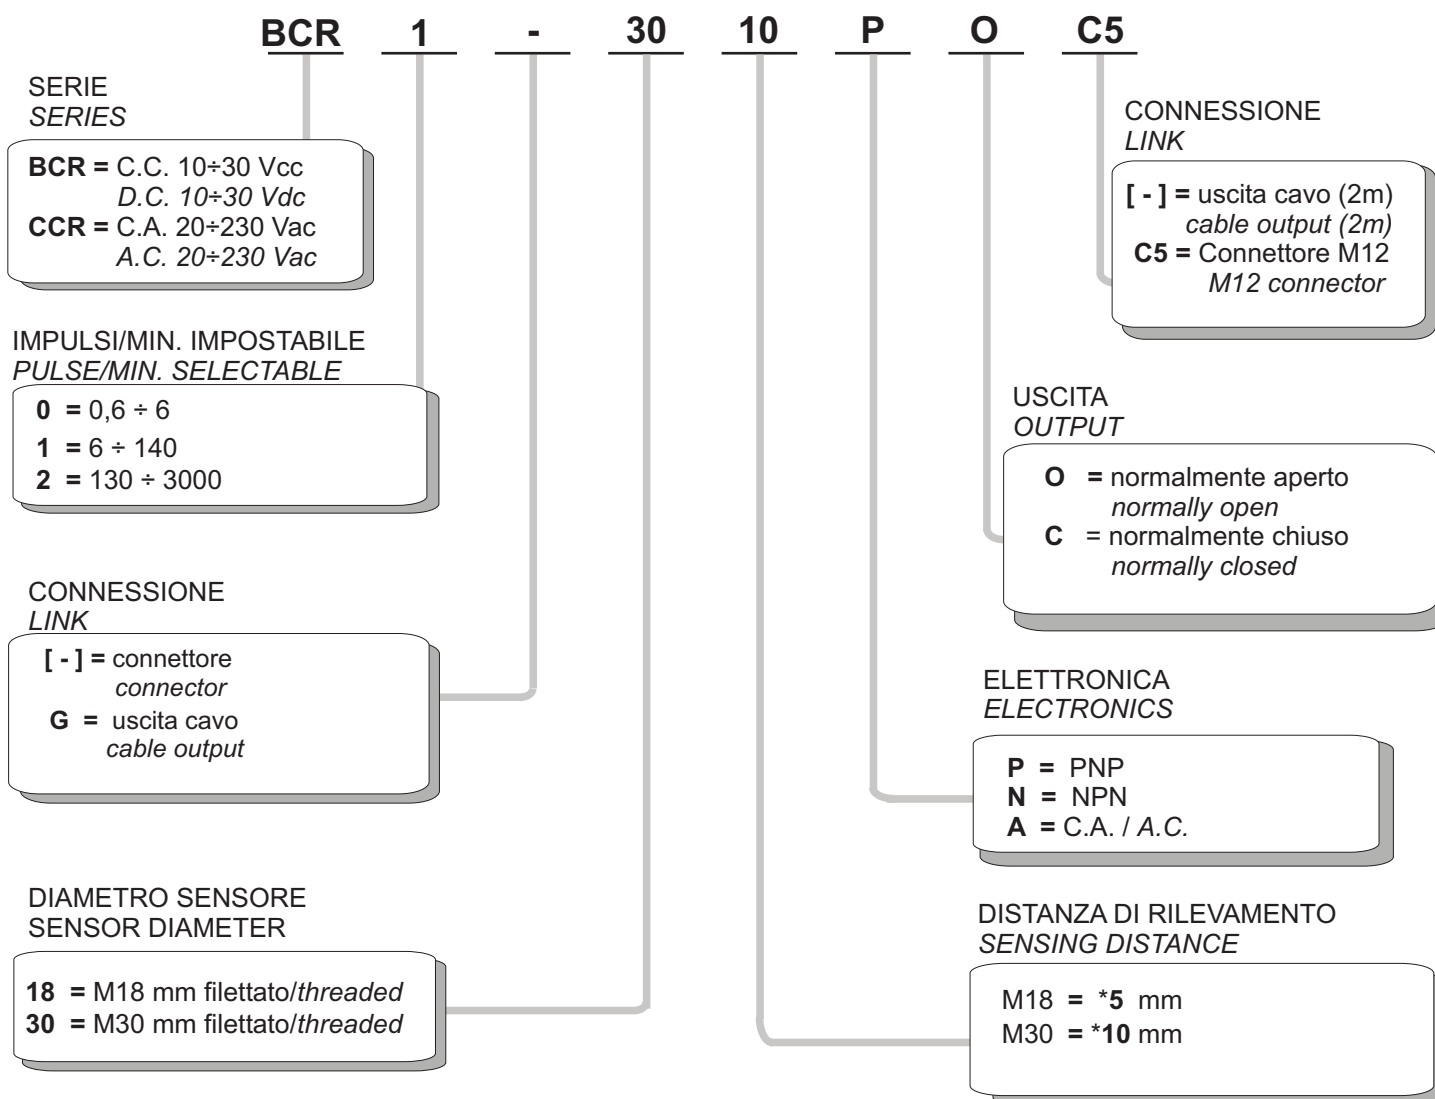 BCR 1 - 30 10 P O C5
SERIE
SERIES
BCR = C.C. 10÷30 Vcc
D.C. 10÷30 Vdc
CCR = C.A. 20÷230 Vac
A.C. 20÷230 Vac
IMPULSI/MIN. IMPOSTABILE
PULSE/MIN. SELECTABLE
0 = 0,6 ÷ 6
1 = 6 ÷ 140
2 = 130 ÷ 3000
CONNESSIONE
LINK
[ - ] = connettore
connector
G = uscita cavo
cable output
DIAMETRO SENSORE
SENSOR DIAMETER
18 = M18 mm filettato/threaded
30 = M30 mm filettato/threaded
CONNESSIONE
LINK
[ - ] = uscita cavo (2m)
cable output (2m)
C5 = Connettore M12
M12 connector
USCITA
OUTPUT
O = normalmente aperto
normally open
C = normalmente chiuso
normally closed
ELETTRONICA
ELECTRONICS
P = PNP
N = NPN
A = C.A. / A.C.
DISTANZA DI RILEVAMENTO
SENSING DISTANCE
M18 = *5 mm
M30 = *10 mm